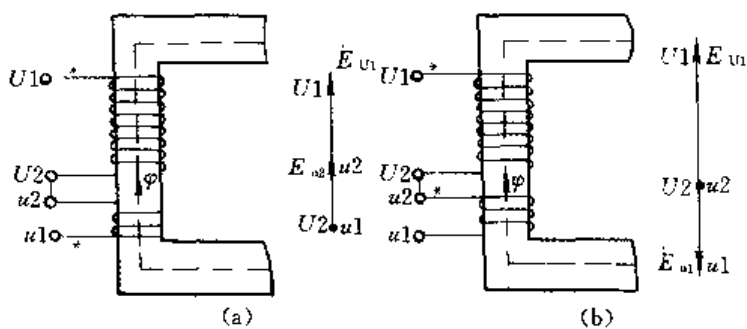 U1 *
U2
u2
u1 *
φ
Ė U1
U1
E u2 u2
U2 u1
(a)
U1 *
U2
u2 *
u1
φ
U1 Ė U1
U2 u2
Ė u1 u1
(b)